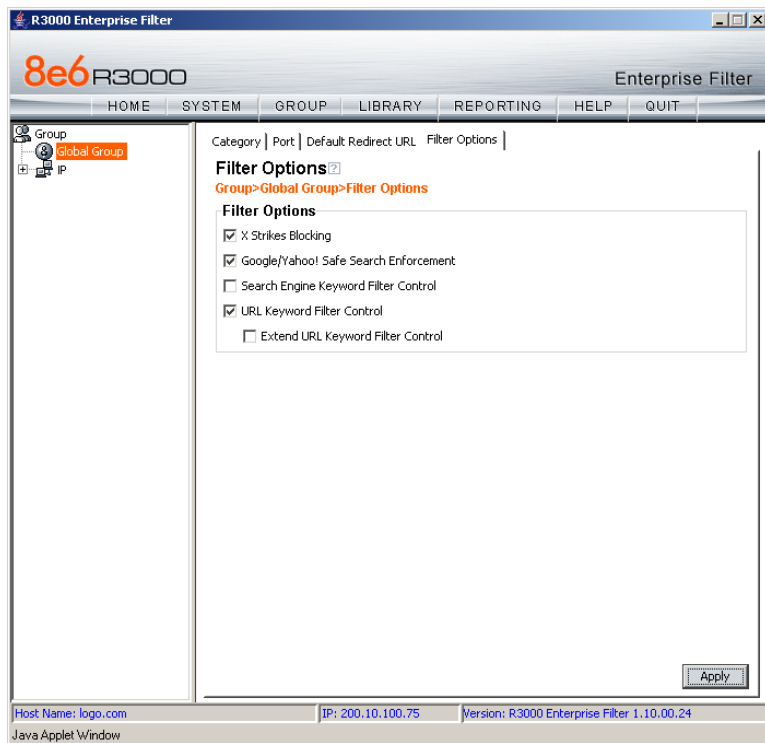 R3000 Enterprise Filter
8e6 R3000
Enterprise Filter
HOME SYSTEM GROUP LIBRARY REPORTING HELP QUIT
Group
Global Group
IP
Category Port Default Redirect URL Filter Options
Filter Options ?
Group>Global Group>Filter Options
Filter Options
X Strikes Blocking
Google/Yahoo! Safe Search Enforcement
Search Engine Keyword Filter Control
URL Keyword Filter Control
Extend URL Keyword Filter Control
Apply
Host Name: logo.com IP: 200.10.100.75 Version: R3000 Enterprise Filter 1.10.00.24
Java Applet Window